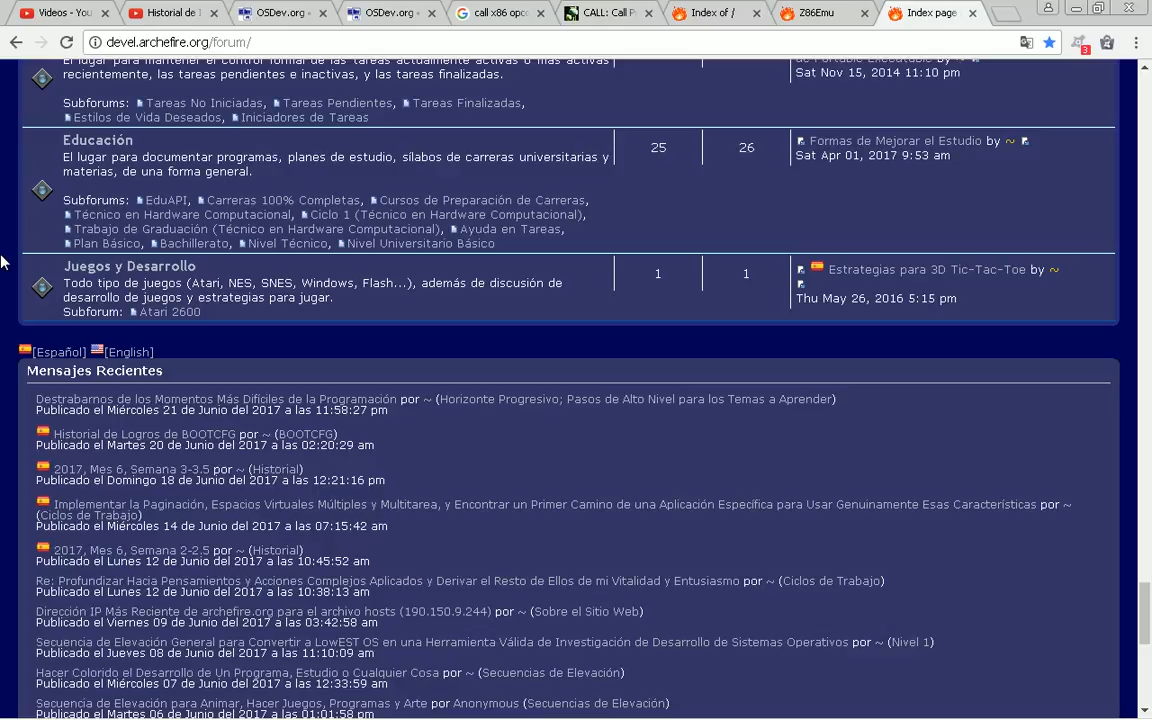 Videos - You
Historial de
OSDev.org -
OSDev.org -
call x86 opc
CALL: Call P
Index of /
Z86Emu
Index page
devel.archefire.org/forum/
3
El lugar para mantener el control formal de las tareas actualmente activas o más activas
recientemente, las tareas pendientes e inactivas, y las tareas finalizadas.
de Portable Executable by ~
Sat Nov 15, 2014 11:10 pm
Subforums: Tareas No Iniciadas, Tareas Pendientes, Tareas Finalizadas,
Estilos de Vida Deseados, Iniciadores de Tareas
Educación
El lugar para documentar programas, planes de estudio, sílabos de carreras universitarias y
materias, de una forma general.
25
26
Formas de Mejorar el Estudio by ~
Sat Apr 01, 2017 9:53 am
Subforums: EduAPI, Carreras 100% Completas, Cursos de Preparación de Carreras,
Técnico en Hardware Computacional, Ciclo 1 (Técnico en Hardware Computacional),
Trabajo de Graduación (Técnico en Hardware Computacional), Ayuda en Tareas,
Plan Básico, Bachillerato, Nivel Técnico, Nivel Universitario Básico
Juegos y Desarrollo
Todo tipo de juegos (Atari, NES, SNES, Windows, Flash...), además de discusión de
desarrollo de juegos y estrategias para jugar.
Subforum: Atari 2600
1
1
Estrategias para 3D Tic-Tac-Toe by ~
Thu May 26, 2016 5:15 pm
[Español] [English]
Mensajes Recientes
Destrabarnos de los Momentos Más Difíciles de la Programación por ~ (Horizonte Progresivo; Pasos de Alto Nivel para los Temas a Aprender)
Publicado el Miércoles 21 de Junio del 2017 a las 11:58:27 pm
Historial de Logros de BOOTCFG por ~ (BOOTCFG)
Publicado el Martes 20 de Junio del 2017 a las 02:20:29 am
2017, Mes 6, Semana 3-3.5 por ~ (Historial)
Publicado el Domingo 18 de Junio del 2017 a las 12:21:16 pm
Implementar la Paginación, Espacios Virtuales Múltiples y Multitarea, y Encontrar un Primer Camino de una Aplicación Específica para Usar Genuinamente Esas Características por ~
(Ciclos de Trabajo)
Publicado el Miércoles 14 de Junio del 2017 a las 07:15:42 am
2017, Mes 6, Semana 2-2.5 por ~ (Historial)
Publicado el Lunes 12 de Junio del 2017 a las 10:45:52 am
Re: Profundizar Hacia Pensamientos y Acciones Complejos Aplicados y Derivar el Resto de Ellos de mi Vitalidad y Entusiasmo por ~ (Ciclos de Trabajo)
Publicado el Lunes 12 de Junio del 2017 a las 10:38:13 am
Dirección IP Más Reciente de archefire.org para el archivo hosts (190.150.9.244) por ~ (Sobre el Sitio Web)
Publicado el Viernes 09 de Junio del 2017 a las 03:42:58 am
Secuencia de Elevación General para Convertir a LowEST OS en una Herramienta Válida de Investigación de Desarrollo de Sistemas Operativos por ~ (Nivel 1)
Publicado el Jueves 08 de Junio del 2017 a las 11:10:09 am
Hacer Colorido el Desarrollo de Un Programa, Estudio o Cualquier Cosa por ~ (Secuencias de Elevación)
Publicado el Miércoles 07 de Junio del 2017 a las 12:33:59 am
Secuencia de Elevación para Animar, Hacer Juegos, Programas y Arte por Anonymous (Secuencias de Elevación)
Publicado el Martes 06 de Junio del 2017 a las 01:01:58 pm